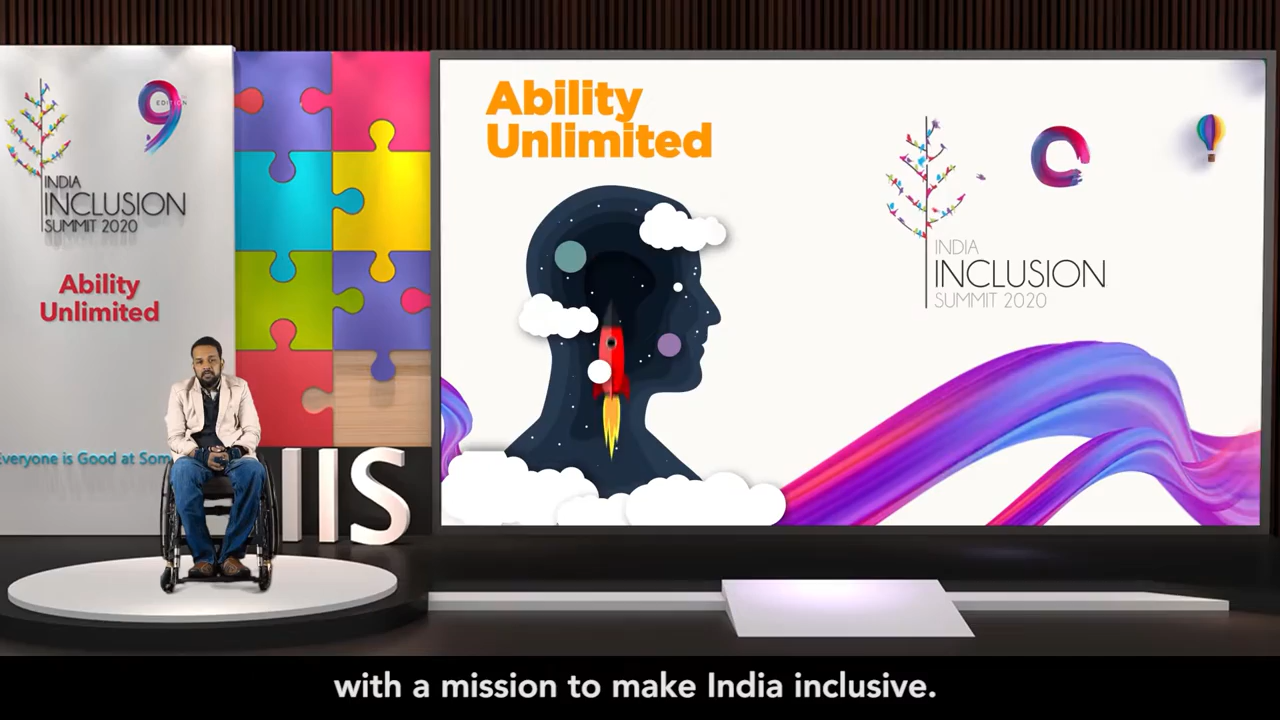 9
EDITION
INDIA
INCLUSION
SUMMIT 2020
Ability
Unlimited
Everyone is Good at Som
IIS
Ability
Unlimited
INDIA
INCLUSION
SUMMIT 2020
with a mission to make India inclusive.